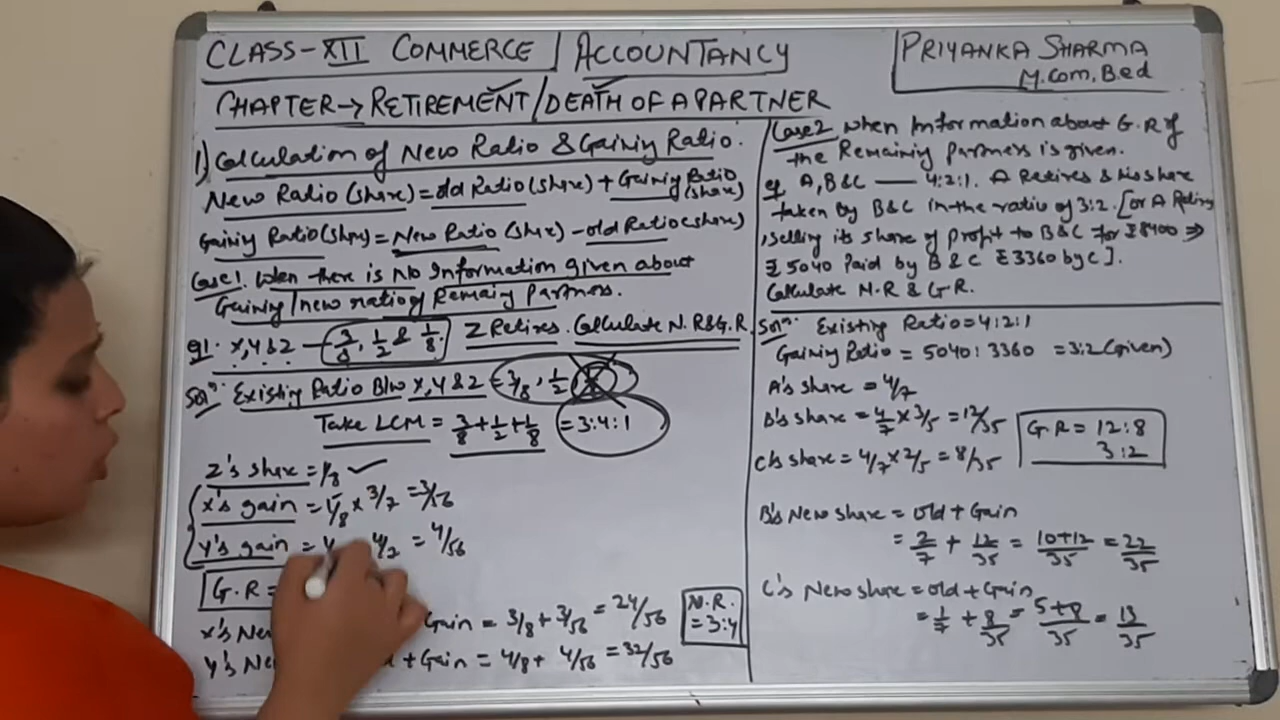 CLASS-XII COMMERCE / ACCOUNTANCY
PRIYANKA SHARMA
M.Com, B.ed
CHAPTER → RETIREMENT / DEATH OF A PARTNER
1) Calculation of New Ratio & Gaining Ratio.
New Ratio (share) = old Ratio (share) + Gaining Ratio (share)
Gaining Ratio (share) = New Ratio (share) - old Ratio (share)
Case 1. When there is No Information given about
Gaining / new ratio of Remaing Partners.
eg1. X, Y & Z — 3/8, 1/2 & 1/8. Z Retires. Calculate N.R & G.R.
Soln: Existing Ratio B/w X, Y & Z = 3/8, 1/2
Take LCM = 3/8 + 1/2 + 1/8 = 3:4:1
Z's share = 1/8
X's gain = 1/8 × 3/7 = 3/56
Y's gain = 4/7 = 4/56
G.R =
X's New Gain = 3/8 + 3/56 = 24/56
Y's New + Gain = 4/8 + 4/56 = 32/56
N.R.
= 3:4
Case 2 When Information about G.R of
the Remaining Partners is given.
eg A, B & C — 4:2:1. A Retires & his share
taken by B & C in the ratio of 3:2. [or A Retires
, selling its share of profit to B & C for ₹8400 ⇒
₹ 5040 Paid by B & ₹3360 by C].
Calculate N.R & G.R.
Soln: Existing Ratio = 4:2:1
Gaining Ratio = 5040 : 3360 = 3:2 (given)
A's share = 4/7
B's share = 4/7 × 3/5 = 12/35
C's share = 4/7 × 2/5 = 8/35
G.R = 12:8
3:2
B's New share = old + Gain
= 2/7 + 12/35 = 10+12/35 = 22/35
C's New share = old + Gain
= 1/7 + 8/35 = 5+8/35 = 13/35